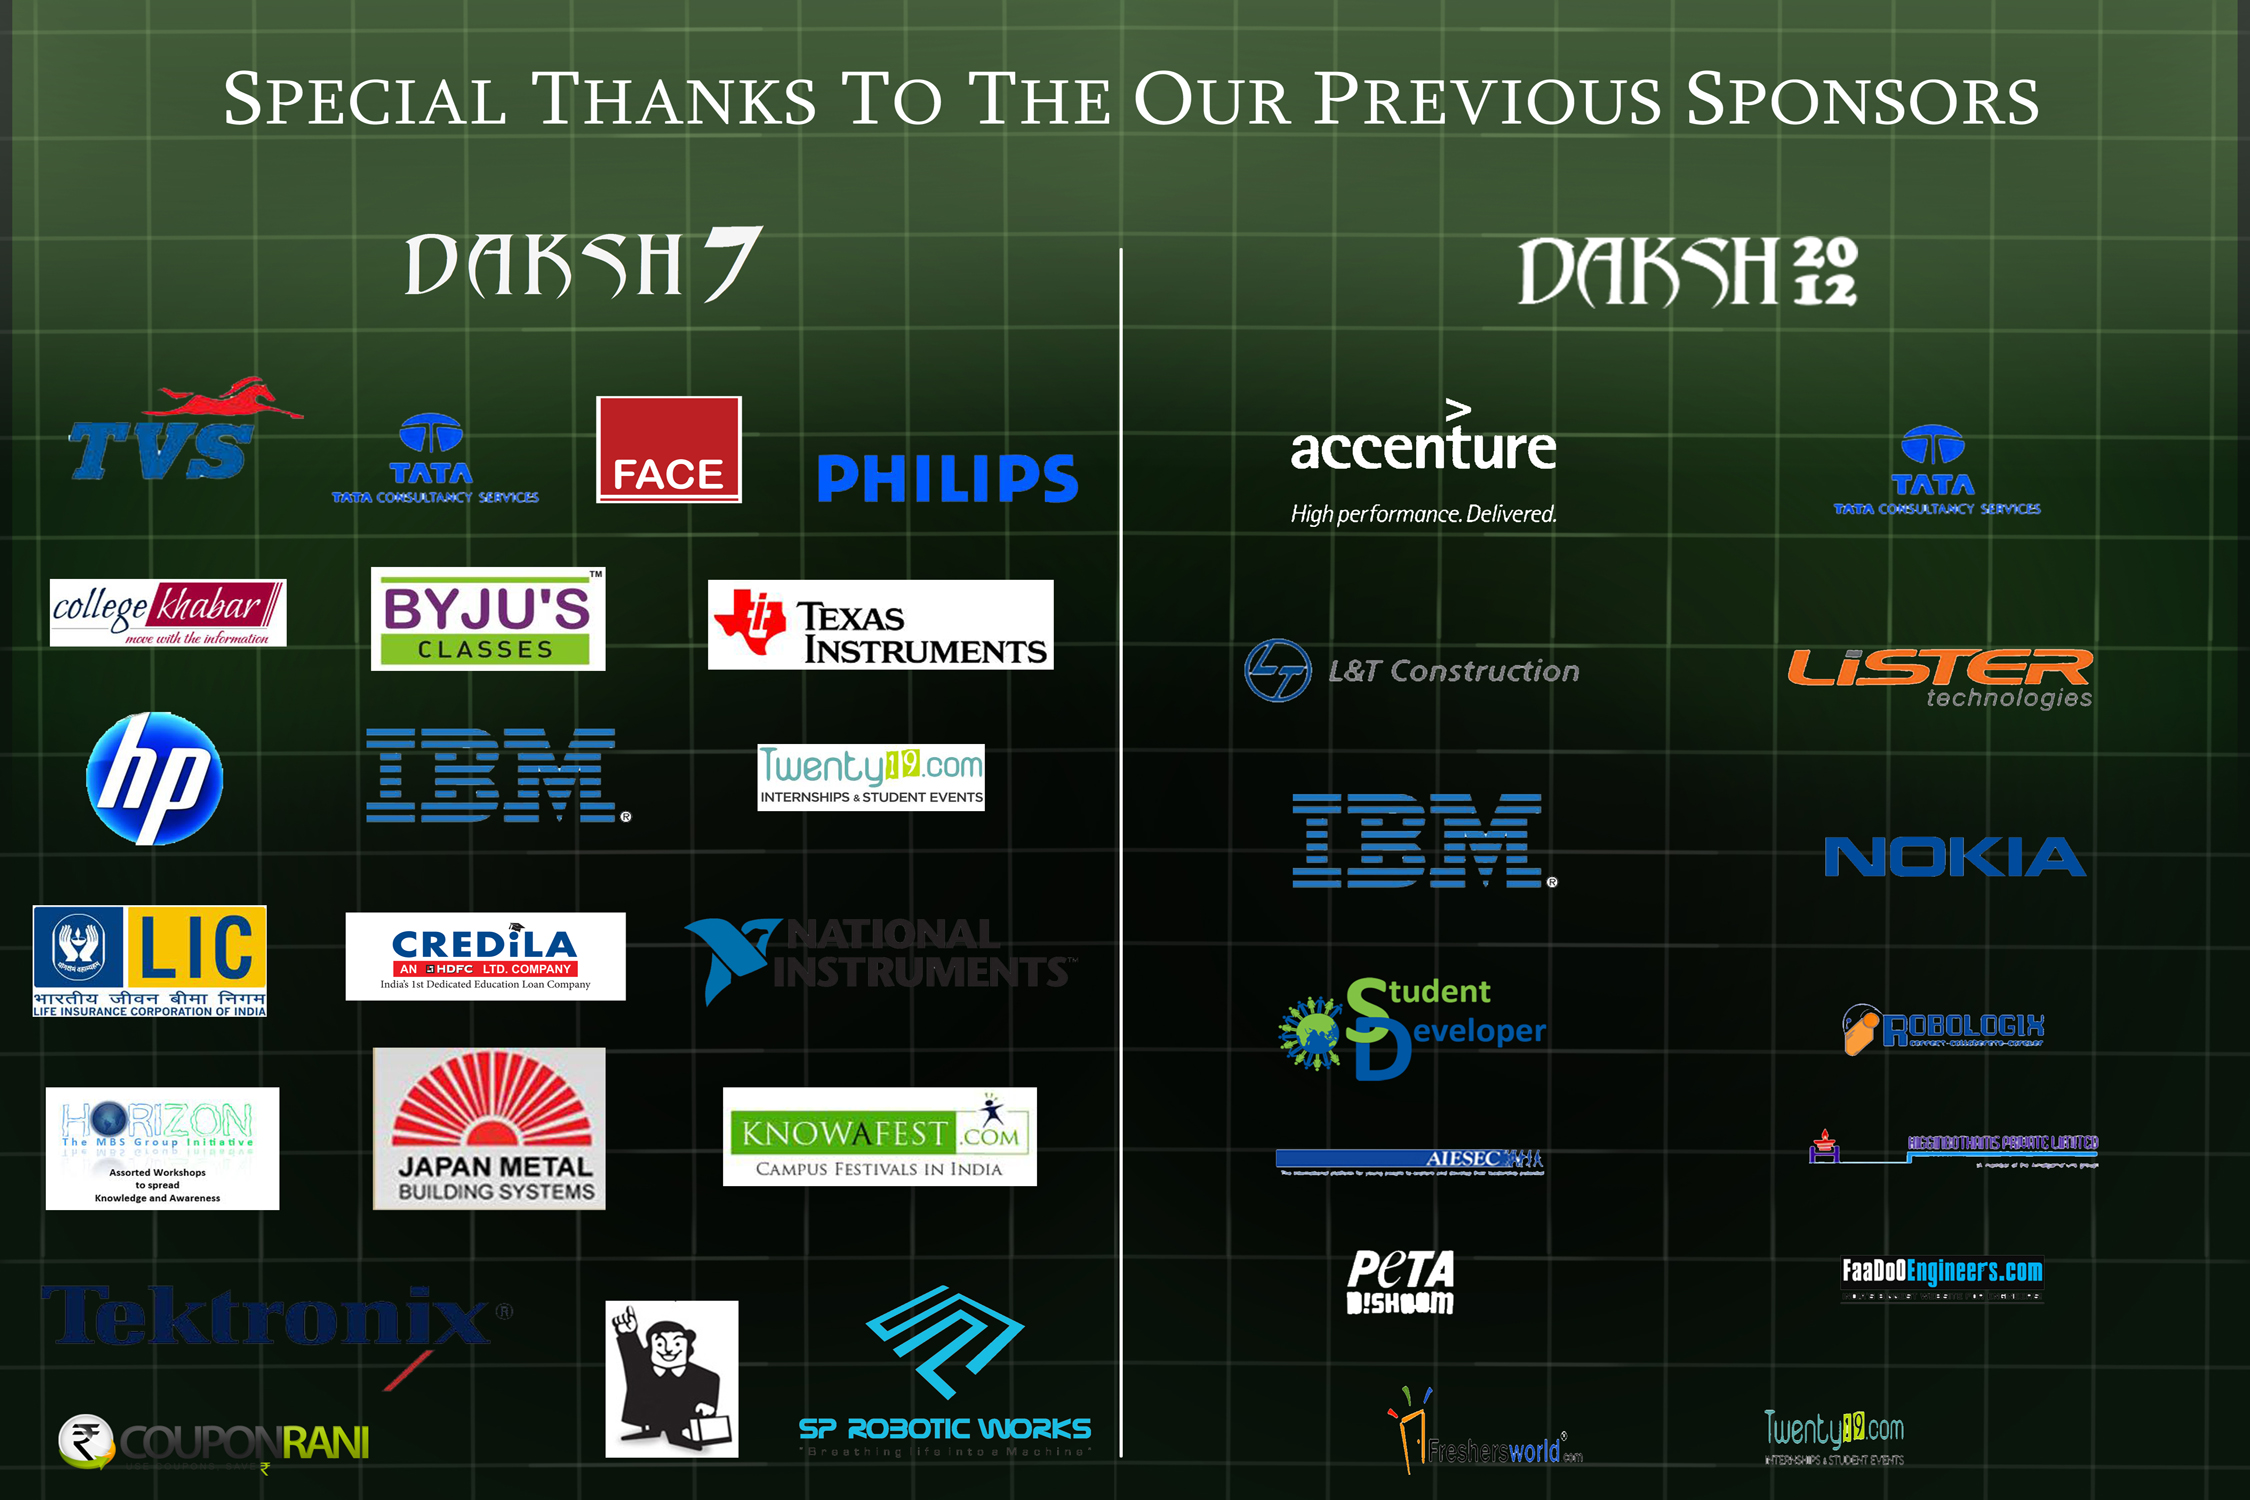 SPECIAL THANKS TO THE OUR PREVIOUS SPONSORS
DAKSH 7
TVS
TATA
TATA CONSULTANCY SERVICES
FACE
PHILIPS
college khabar
move with the information
BYJU'S TM
CLASSES
TEXAS
INSTRUMENTS
hp
IBM ®
Twenty19.com
INTERNSHIPS & STUDENT EVENTS
LIC
भारतीय जीवन बीमा निगम
LIFE INSURANCE CORPORATION OF INDIA
CREDiLA
AN HDFC LTD. COMPANY
India's 1st Dedicated Education Loan Company
NATIONAL
INSTRUMENTS™
HORIZON
The MBS Group Initiative
Assorted Workshops
to spread
Knowledge and Awareness
JAPAN METAL
BUILDING SYSTEMS
KNOWAFEST.COM
CAMPUS FESTIVALS IN INDIA
Tektronix ®
COUPONRANI
SP ROBOTIC WORKS
"Breathing life into a Machine"
DAKSH 20
12
accenture
High performance. Delivered.
TATA
TATA CONSULTANCY SERVICES
L&T Construction
LiSTER
technologies
IBM ®
NOKIA
Student
Developer
ROBOLOGIX
AIESEC
HIGGINBOTHAMS PRIVATE LIMITED
PeTA
DISHOOM
FaaDoOEngineers.com
Freshersworld®.com
Twenty19.com
INTERNSHIPS & STUDENT EVENTS